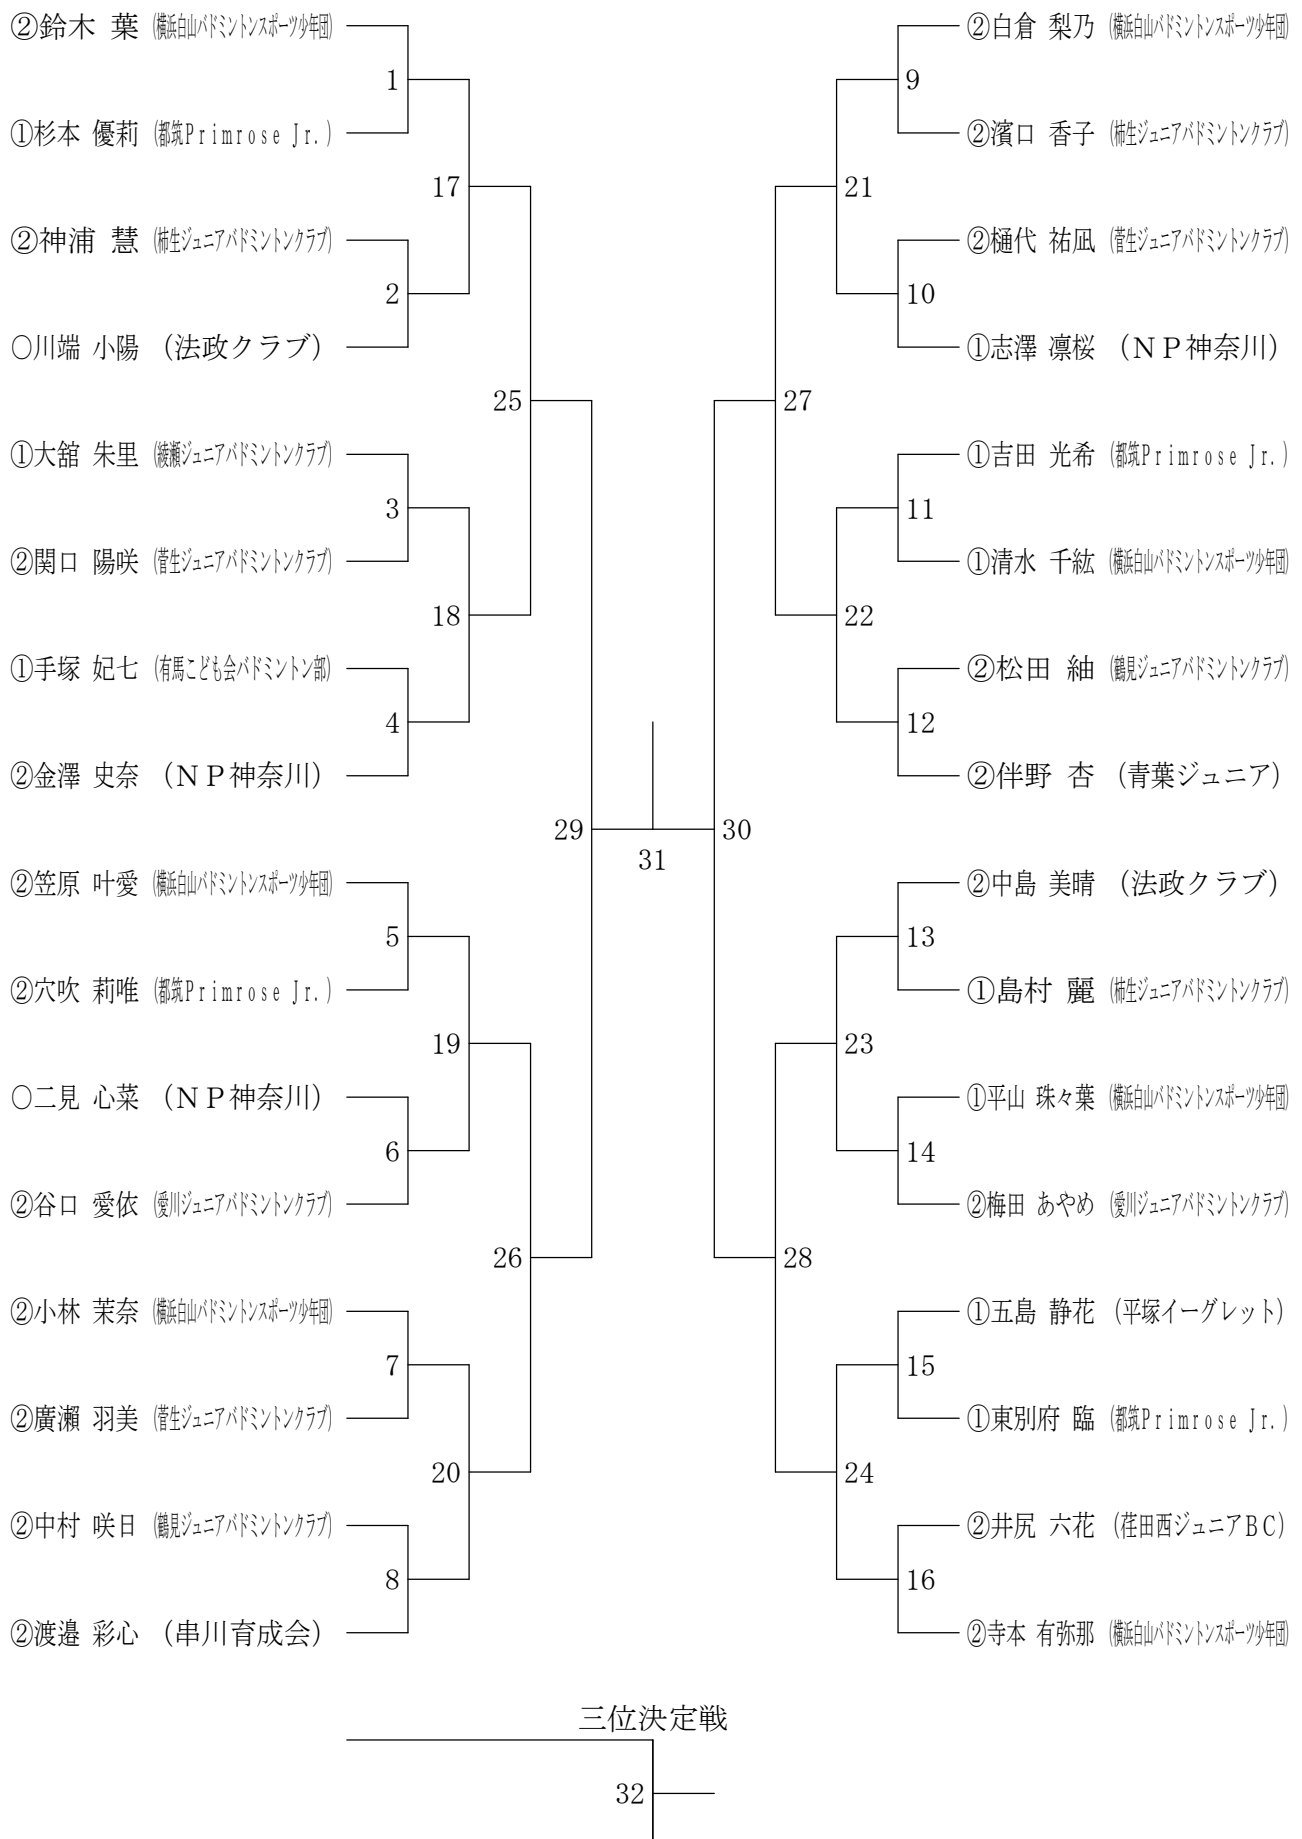 ②鈴木 葉 (横浜白山バドミントンスポーツ少年団)
1
①杉本 優莉 (都筑Primrose Jr.)
17
②神浦 慧 (柿生ジュニアバドミントンクラブ)
2
○川端 小陽 (法政クラブ)
25
①大舘 朱里 (綾瀬ジュニアバドミントンクラブ)
3
②関口 陽咲 (菅生ジュニアバドミントンクラブ)
18
①手塚 妃七 (有馬こども会バドミントン部)
4
②金澤 史奈 (ＮＰ神奈川)
29
②笠原 叶愛 (横浜白山バドミントンスポーツ少年団)
5
②穴吹 莉唯 (都筑Primrose Jr.)
19
○二見 心菜 (ＮＰ神奈川)
6
②谷口 愛依 (愛川ジュニアバドミントンクラブ)
26
②小林 茉奈 (横浜白山バドミントンスポーツ少年団)
7
②廣瀬 羽美 (菅生ジュニアバドミントンクラブ)
20
②中村 咲日 (鶴見ジュニアバドミントンクラブ)
8
②渡邉 彩心 (串川育成会)
31
②白倉 梨乃 (横浜白山バドミントンスポーツ少年団)
9
②濱口 香子 (柿生ジュニアバドミントンクラブ)
21
②樋代 祐凪 (菅生ジュニアバドミントンクラブ)
10
①志澤 凛桜 (ＮＰ神奈川)
27
①吉田 光希 (都筑Primrose Jr.)
11
①清水 千紘 (横浜白山バドミントンスポーツ少年団)
22
②松田 紬 (鶴見ジュニアバドミントンクラブ)
12
②伴野 杏 (青葉ジュニア)
30
②中島 美晴 (法政クラブ)
13
①島村 麗 (柿生ジュニアバドミントンクラブ)
23
①平山 珠々葉 (横浜白山バドミントンスポーツ少年団)
14
②梅田 あやめ (愛川ジュニアバドミントンクラブ)
28
①五島 静花 (平塚イーグレット)
15
①東別府 臨 (都筑Primrose Jr.)
24
②井尻 六花 (荏田西ジュニアBC)
16
②寺本 有弥那 (横浜白山バドミントンスポーツ少年団)
三位決定戦
32